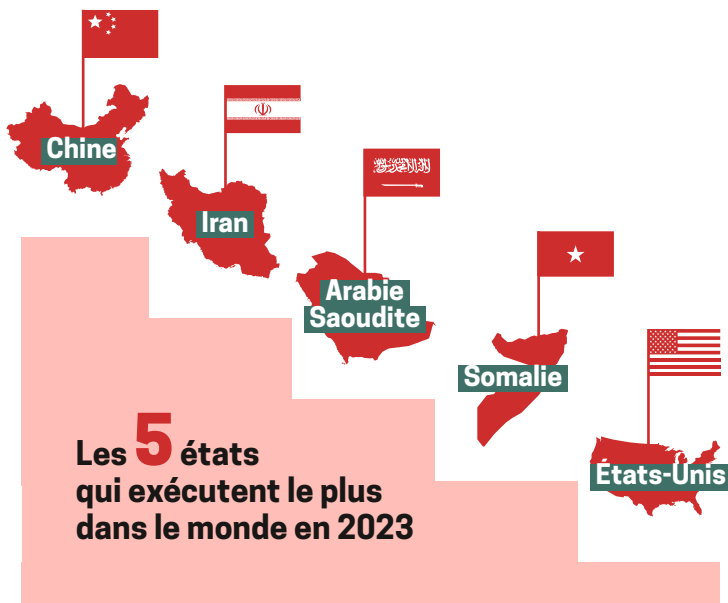 Chine
Iran
Arabie
Saoudite
Somalie
États-Unis
Les 5 états
qui exécutent le plus
dans le monde en 2023